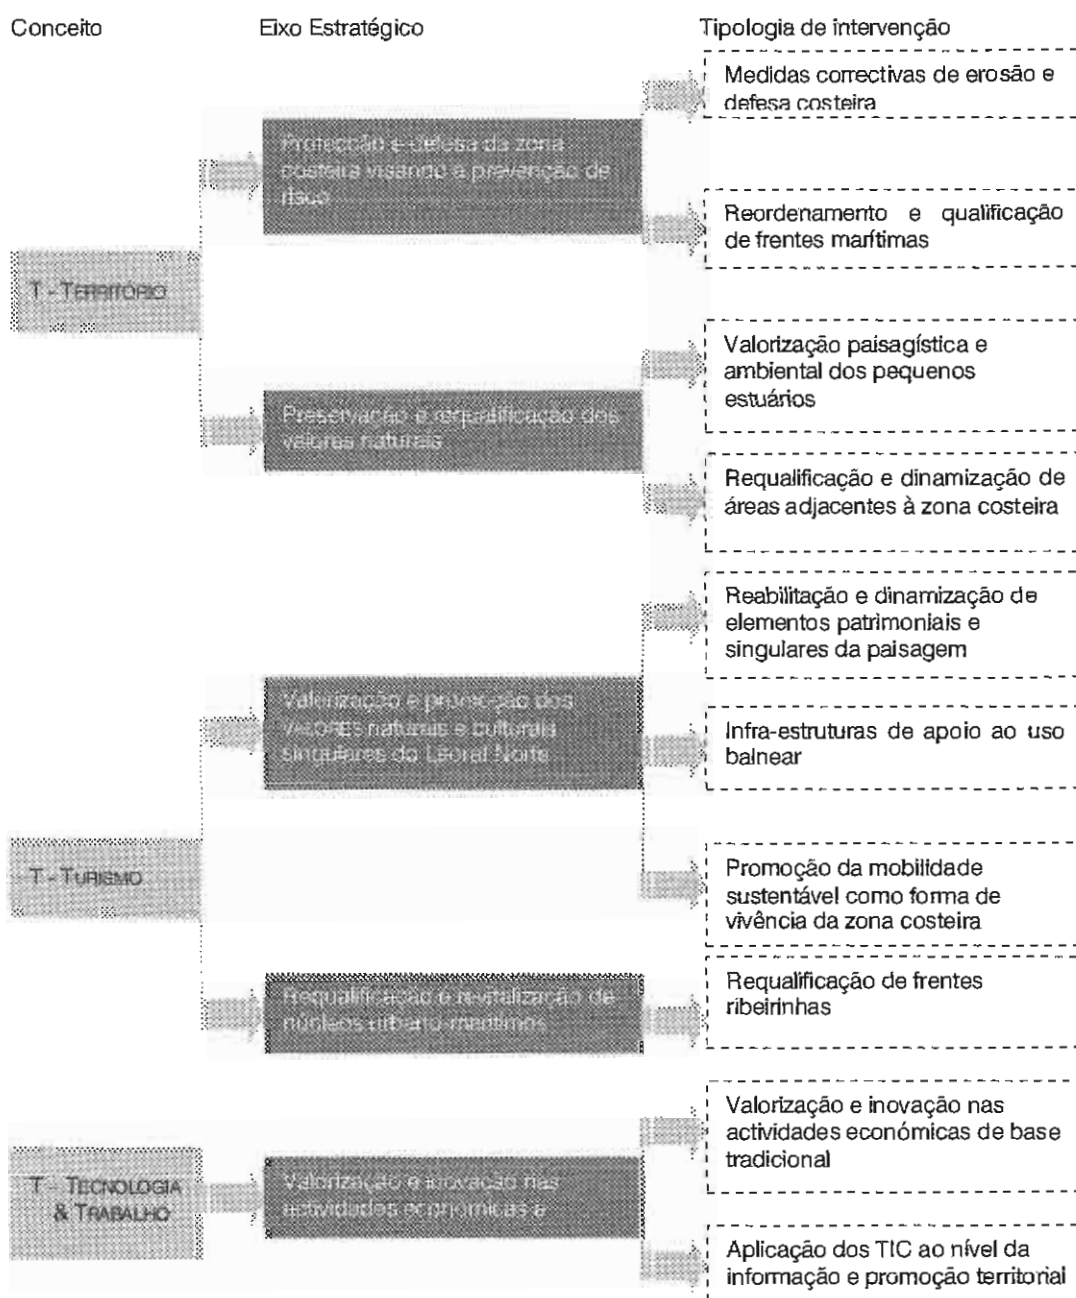 Conceito
Eixo Estratégico
Tipologia de intervenção
Medidas correctivas de erosão e
defesa costeira
Protecção e defesa da zona
costeira visando a prevenção de
risco
Reordenamento e qualificação
de frentes marítimas
T - TERRITÓRIO
Valorização paisagística e
ambiental dos pequenos
estuários
Preservação e requalificação dos
valores naturais
Requalificação e dinamização de
áreas adjacentes à zona costeira
Reabilitação e dinamização de
elementos patrimoniais e
singulares da paisagem
Valorização e promoção dos
VALORES naturais e culturais
singulares do Litoral Norte
Infra-estruturas de apoio ao uso
balnear
T - TURISMO
Promoção da mobilidade
sustentável como forma de
vivência da zona costeira
Requalificação e revitalização de
núcleos urbano-marítimos
Requalificação de frentes
ribeirinhas
Valorização e inovação nas
actividades económicas de base
tradicional
T - TECNOLOGIA
& TRABALHO
Valorização e inovação nas
actividades económicas e
Aplicação dos TIC ao nível da
informação e promoção territorial